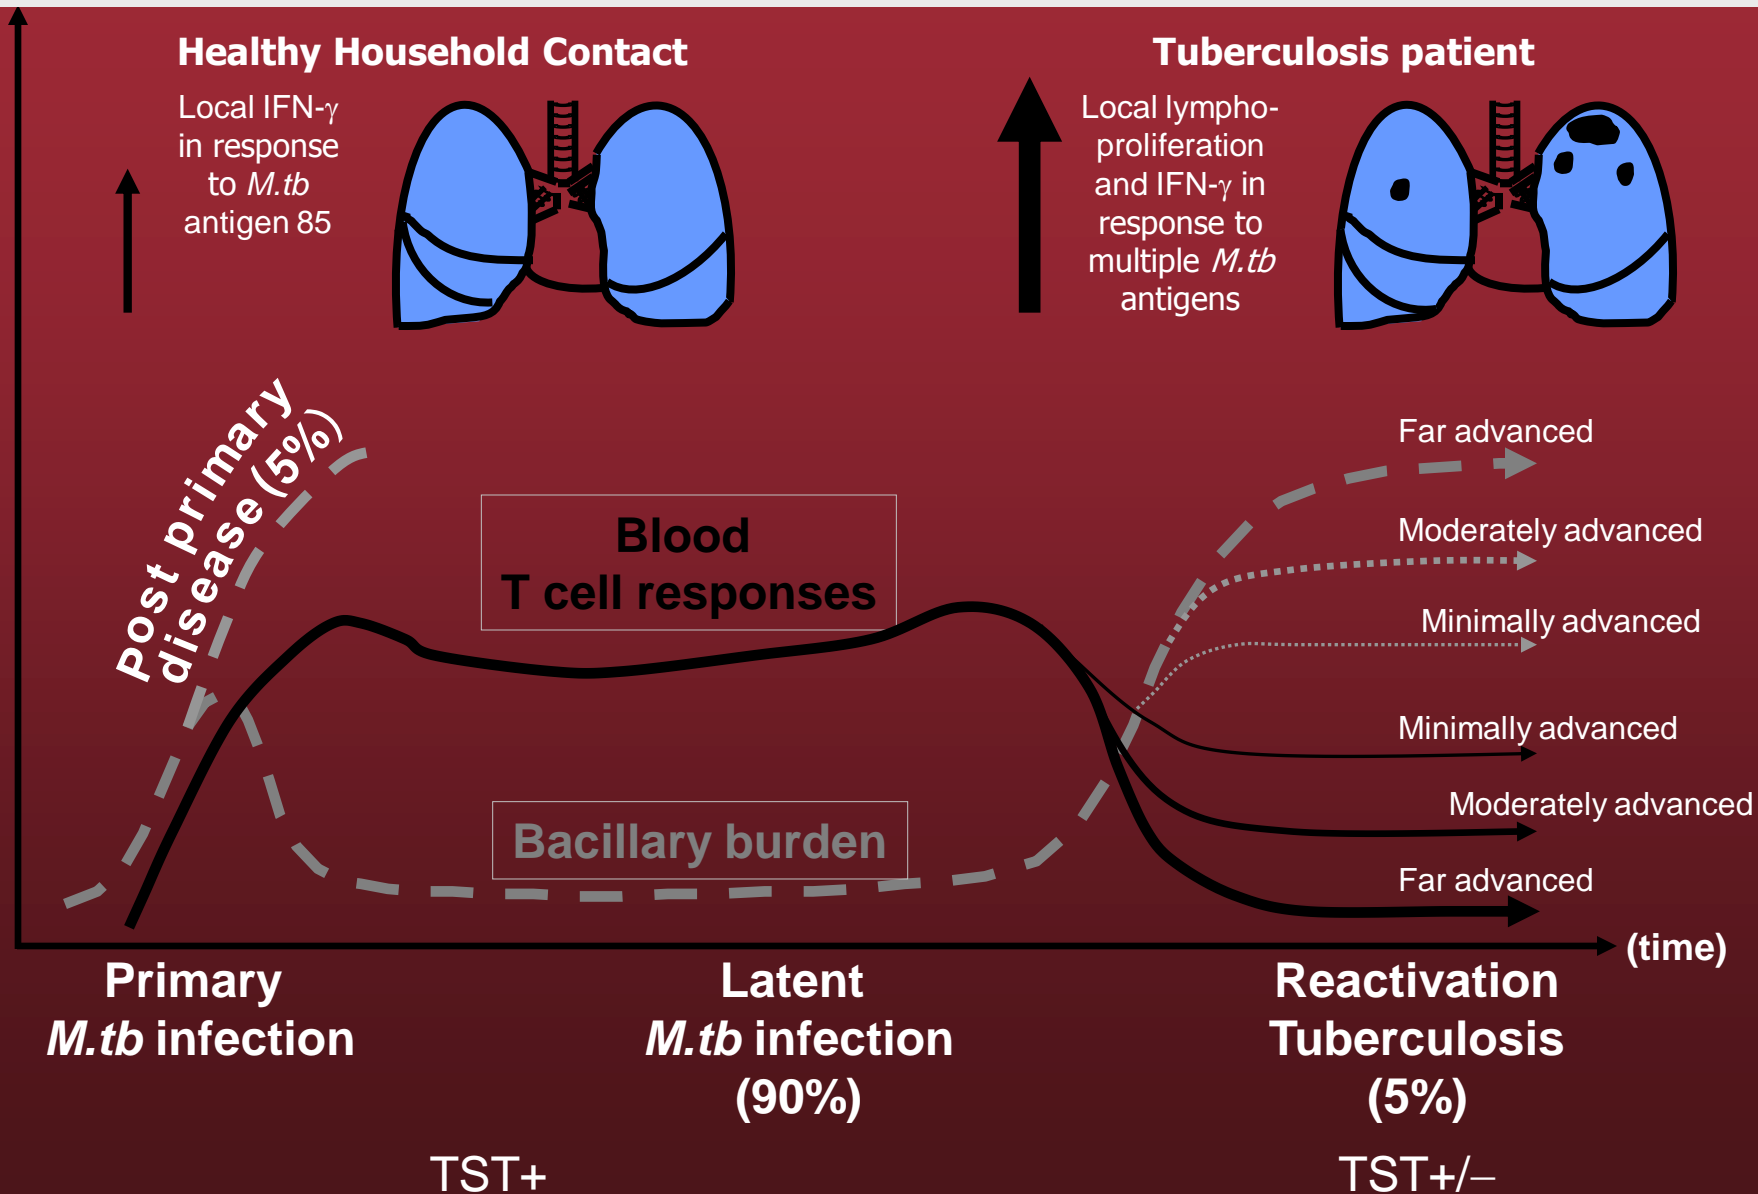 Healthy Household Contact
Local IFN-γ
in response
to M.tb
antigen 85
Tuberculosis patient
Local lympho-
proliferation
and IFN-γ in
response to
multiple M.tb
antigens
Post primary
disease (5%)
Blood
T cell responses
Bacillary burden
Far advanced
Moderately advanced
Minimally advanced
Minimally advanced
Moderately advanced
Far advanced
(time)
Primary
M.tb infection
Latent
M.tb infection
(90%)
Reactivation
Tuberculosis
(5%)
TST+
TST+/−